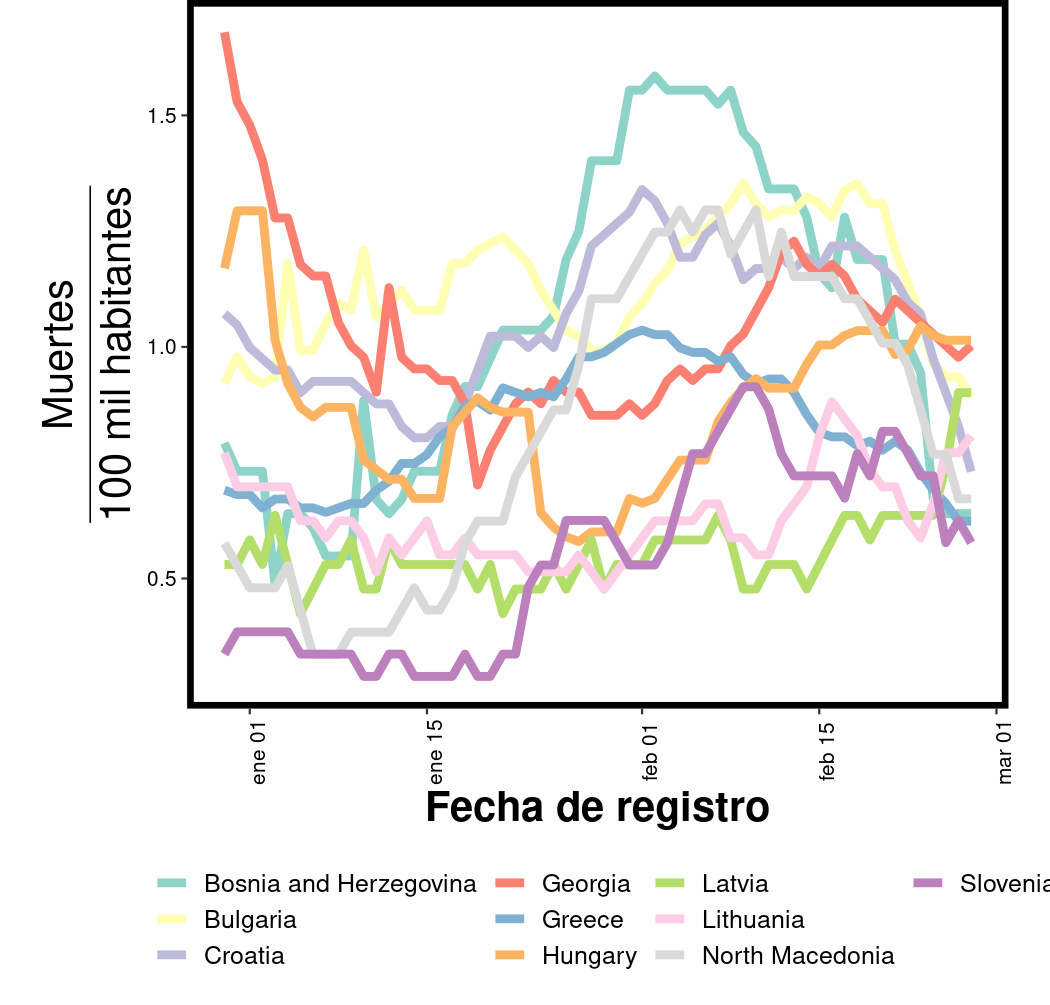 Muertes
100 mil habitantes
1.5
1.0
0.5
ene 01
ene 15
feb 01
feb 15
mar 01
Fecha de registro
Bosnia and Herzegovina
Bulgaria
Croatia
Georgia
Greece
Hungary
Latvia
Lithuania
North Macedonia
Slovenia